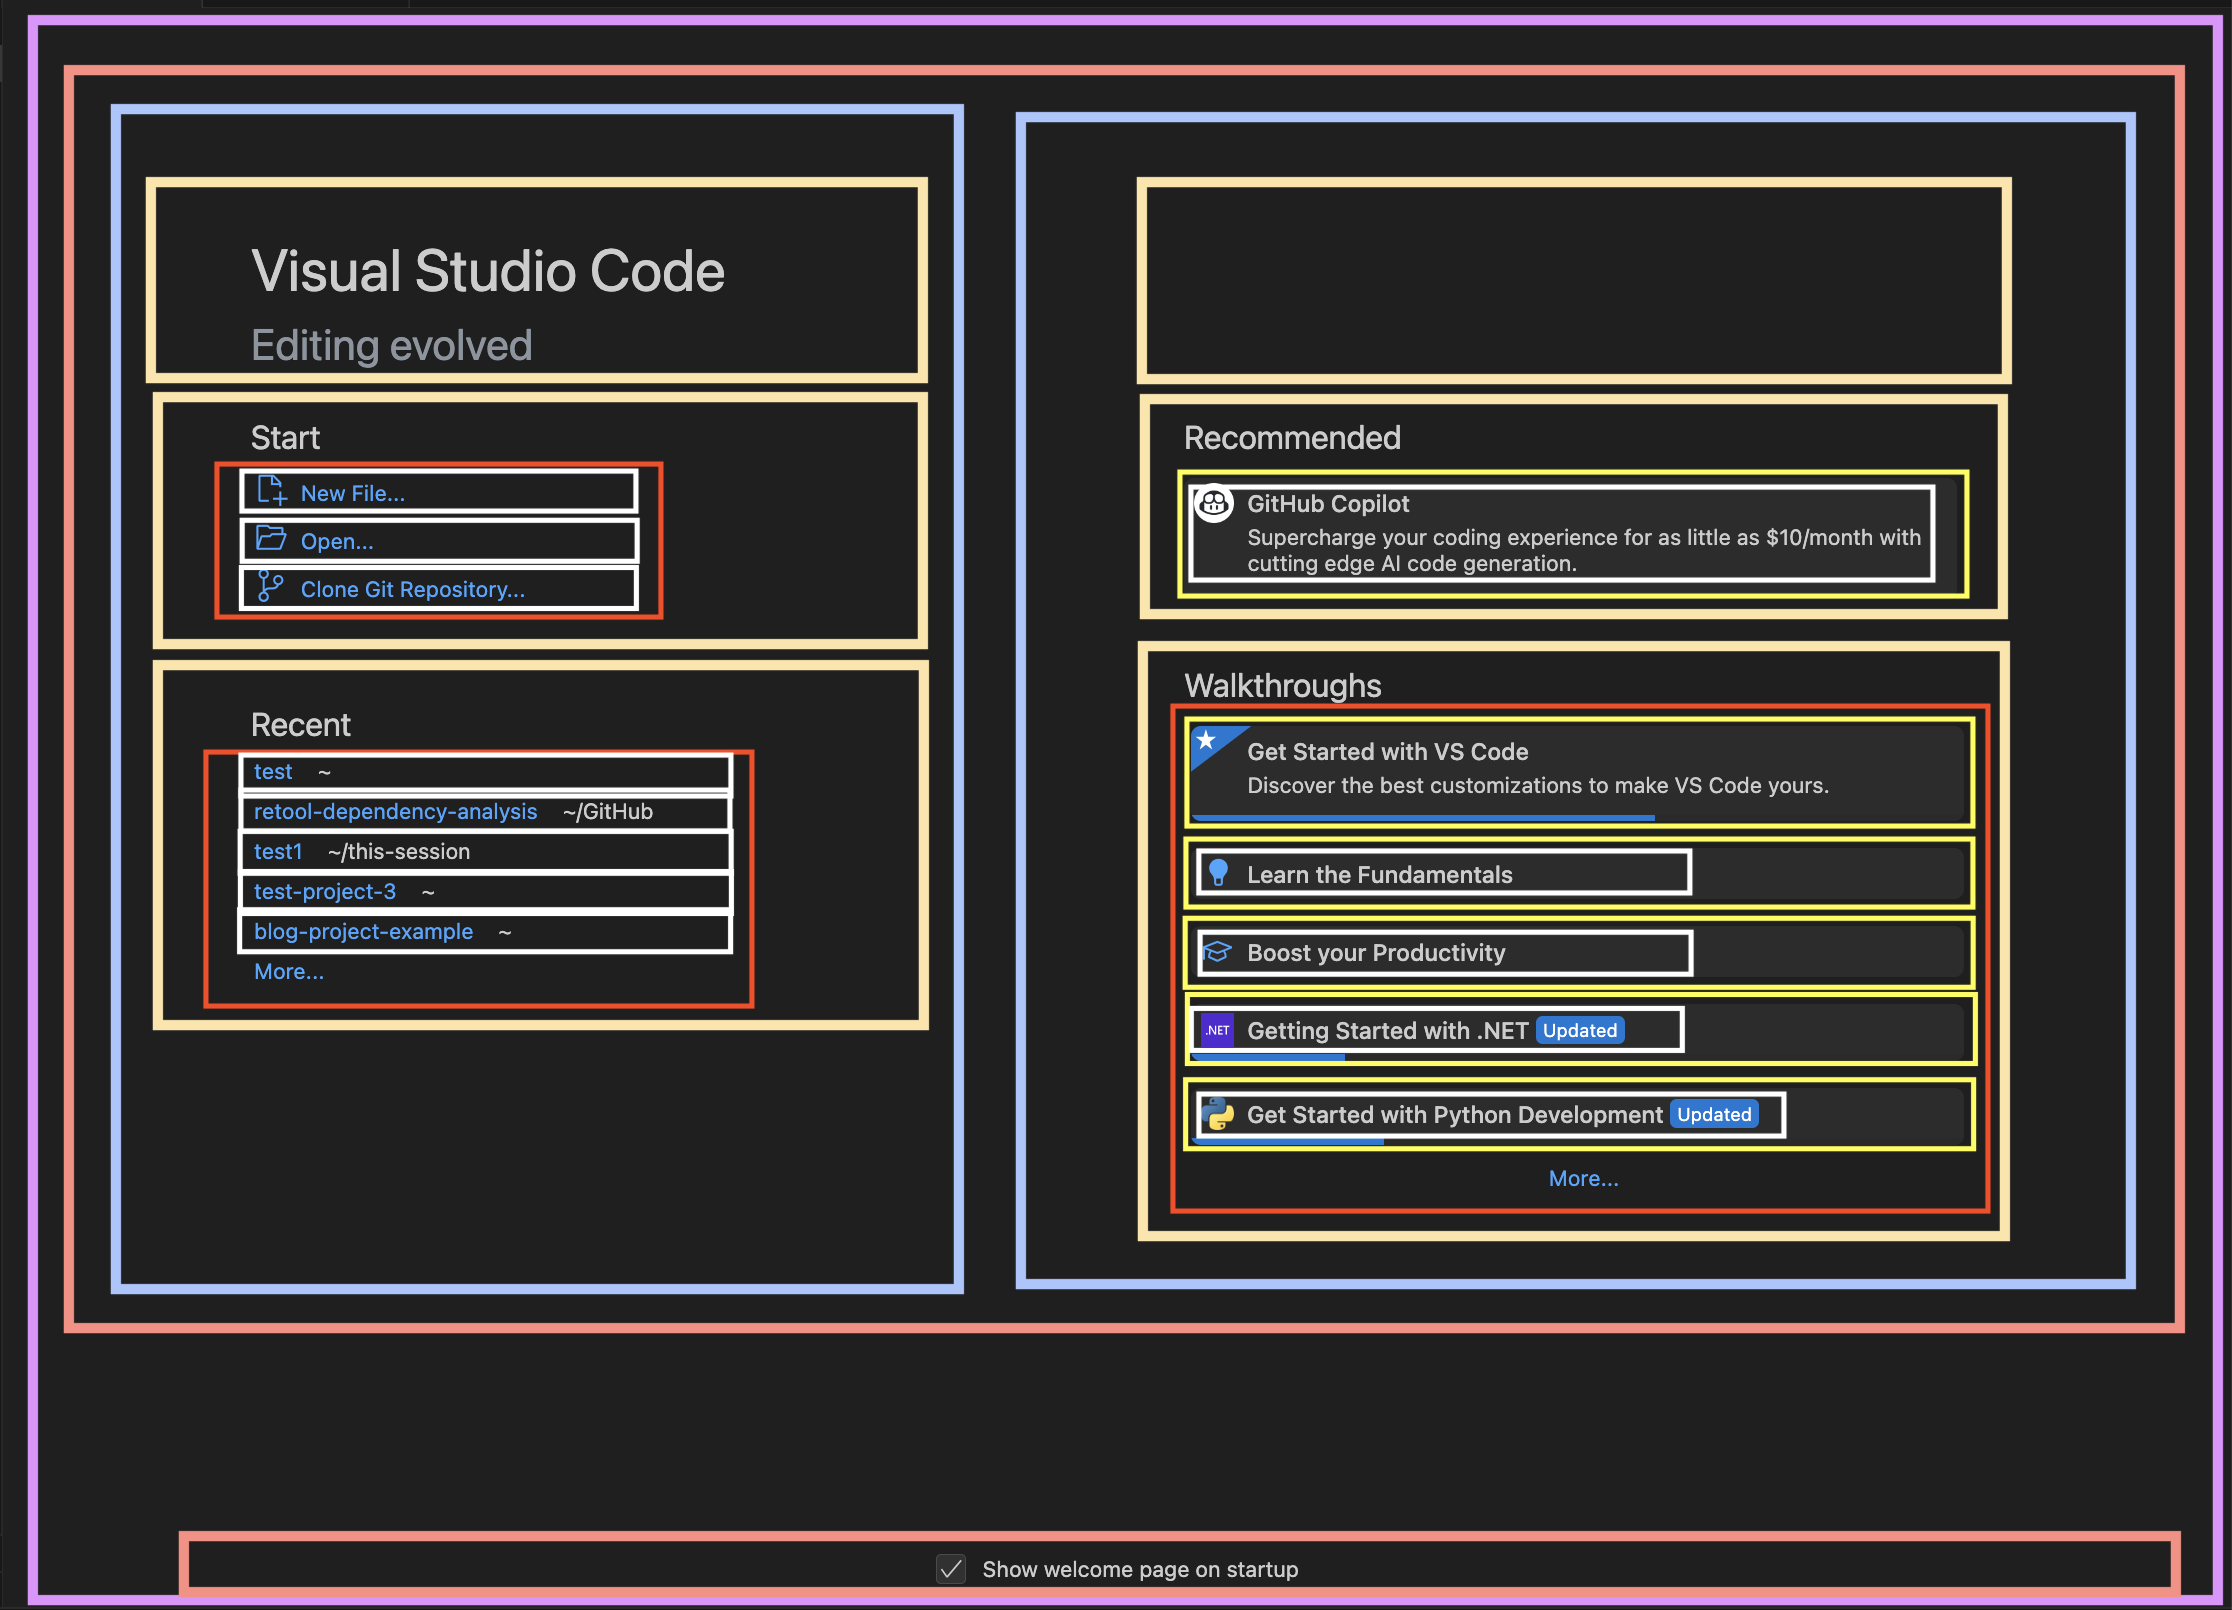 Visual Studio Code
Editing evolved
Start
New File...
Open...
Clone Git Repository...
Recent
test ~
retool-dependency-analysis ~/GitHub
test1 ~/this-session
test-project-3 ~
blog-project-example ~
More...
Recommended
GitHub Copilot
Supercharge your coding experience for as little as $10/month with
cutting edge AI code generation.
Walkthroughs
Get Started with VS Code
Discover the best customizations to make VS Code yours.
Learn the Fundamentals
Boost your Productivity
.NET Getting Started with .NET Updated
Get Started with Python Development Updated
More...
Show welcome page on startup